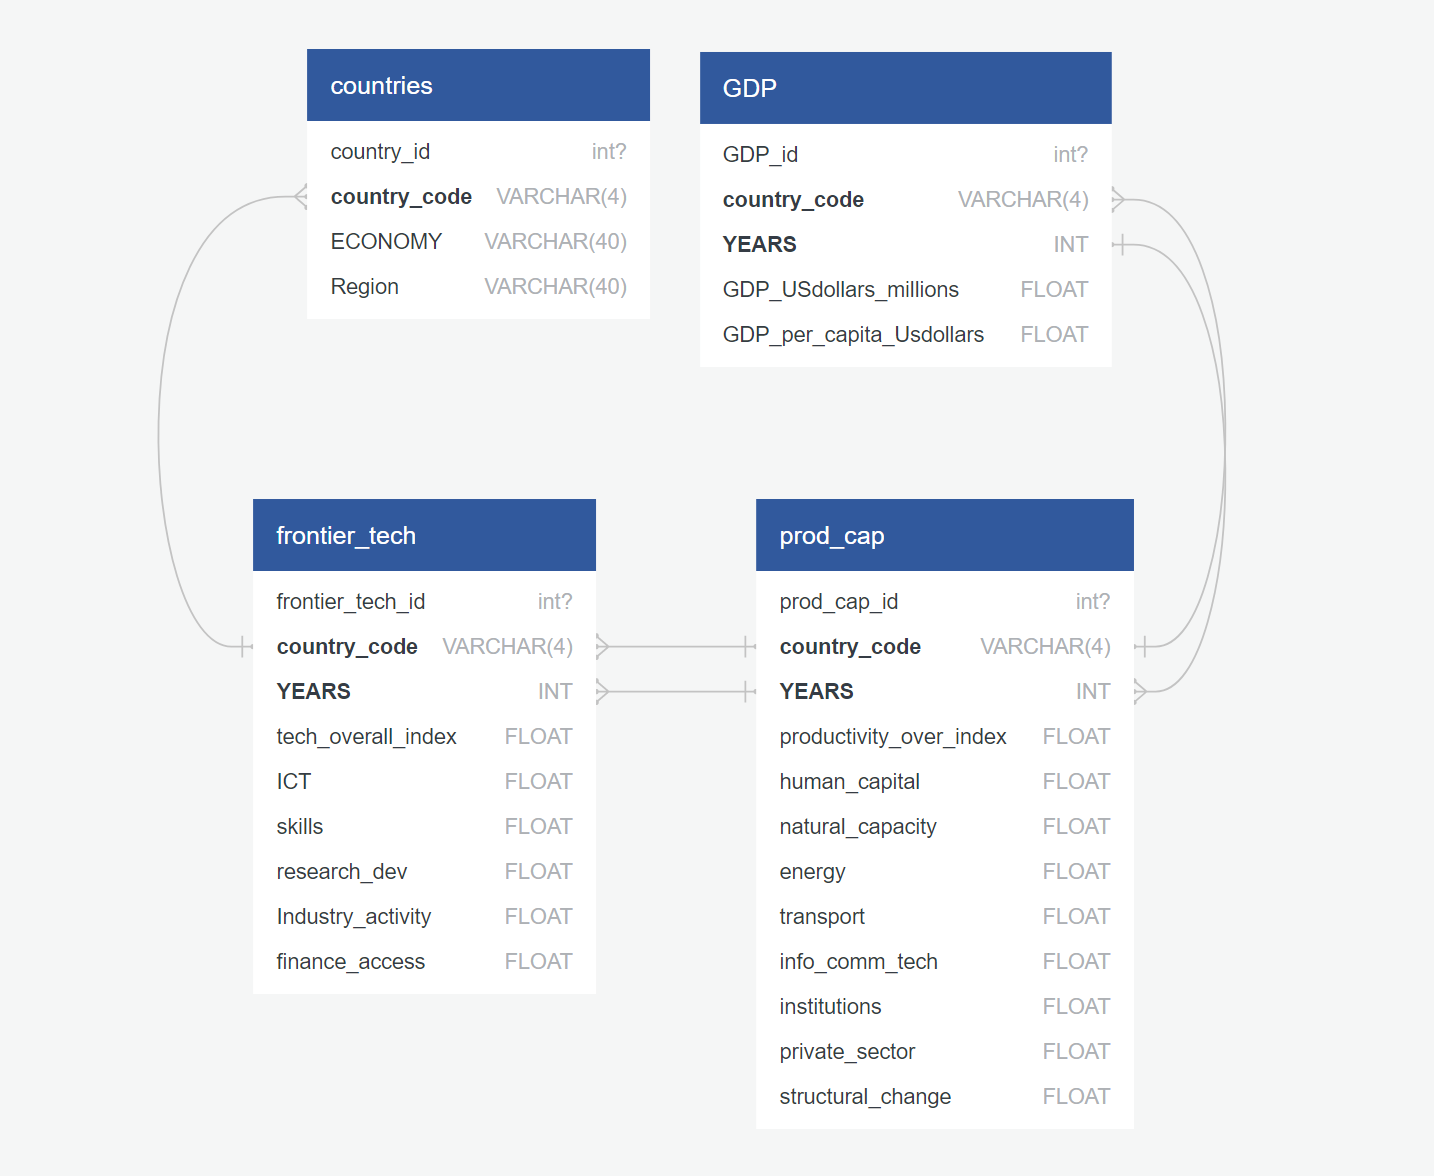 countries
country_id int?
country_code VARCHAR(4)
ECONOMY VARCHAR(40)
Region VARCHAR(40)
GDP
GDP_id int?
country_code VARCHAR(4)
YEARS INT
GDP_USdollars_millions FLOAT
GDP_per_capita_Usdollars FLOAT
frontier_tech
frontier_tech_id int?
country_code VARCHAR(4)
YEARS INT
tech_overall_index FLOAT
ICT FLOAT
skills FLOAT
research_dev FLOAT
Industry_activity FLOAT
finance_access FLOAT
prod_cap
prod_cap_id int?
country_code VARCHAR(4)
YEARS INT
productivity_over_index FLOAT
human_capital FLOAT
natural_capacity FLOAT
energy FLOAT
transport FLOAT
info_comm_tech FLOAT
institutions FLOAT
private_sector FLOAT
structural_change FLOAT